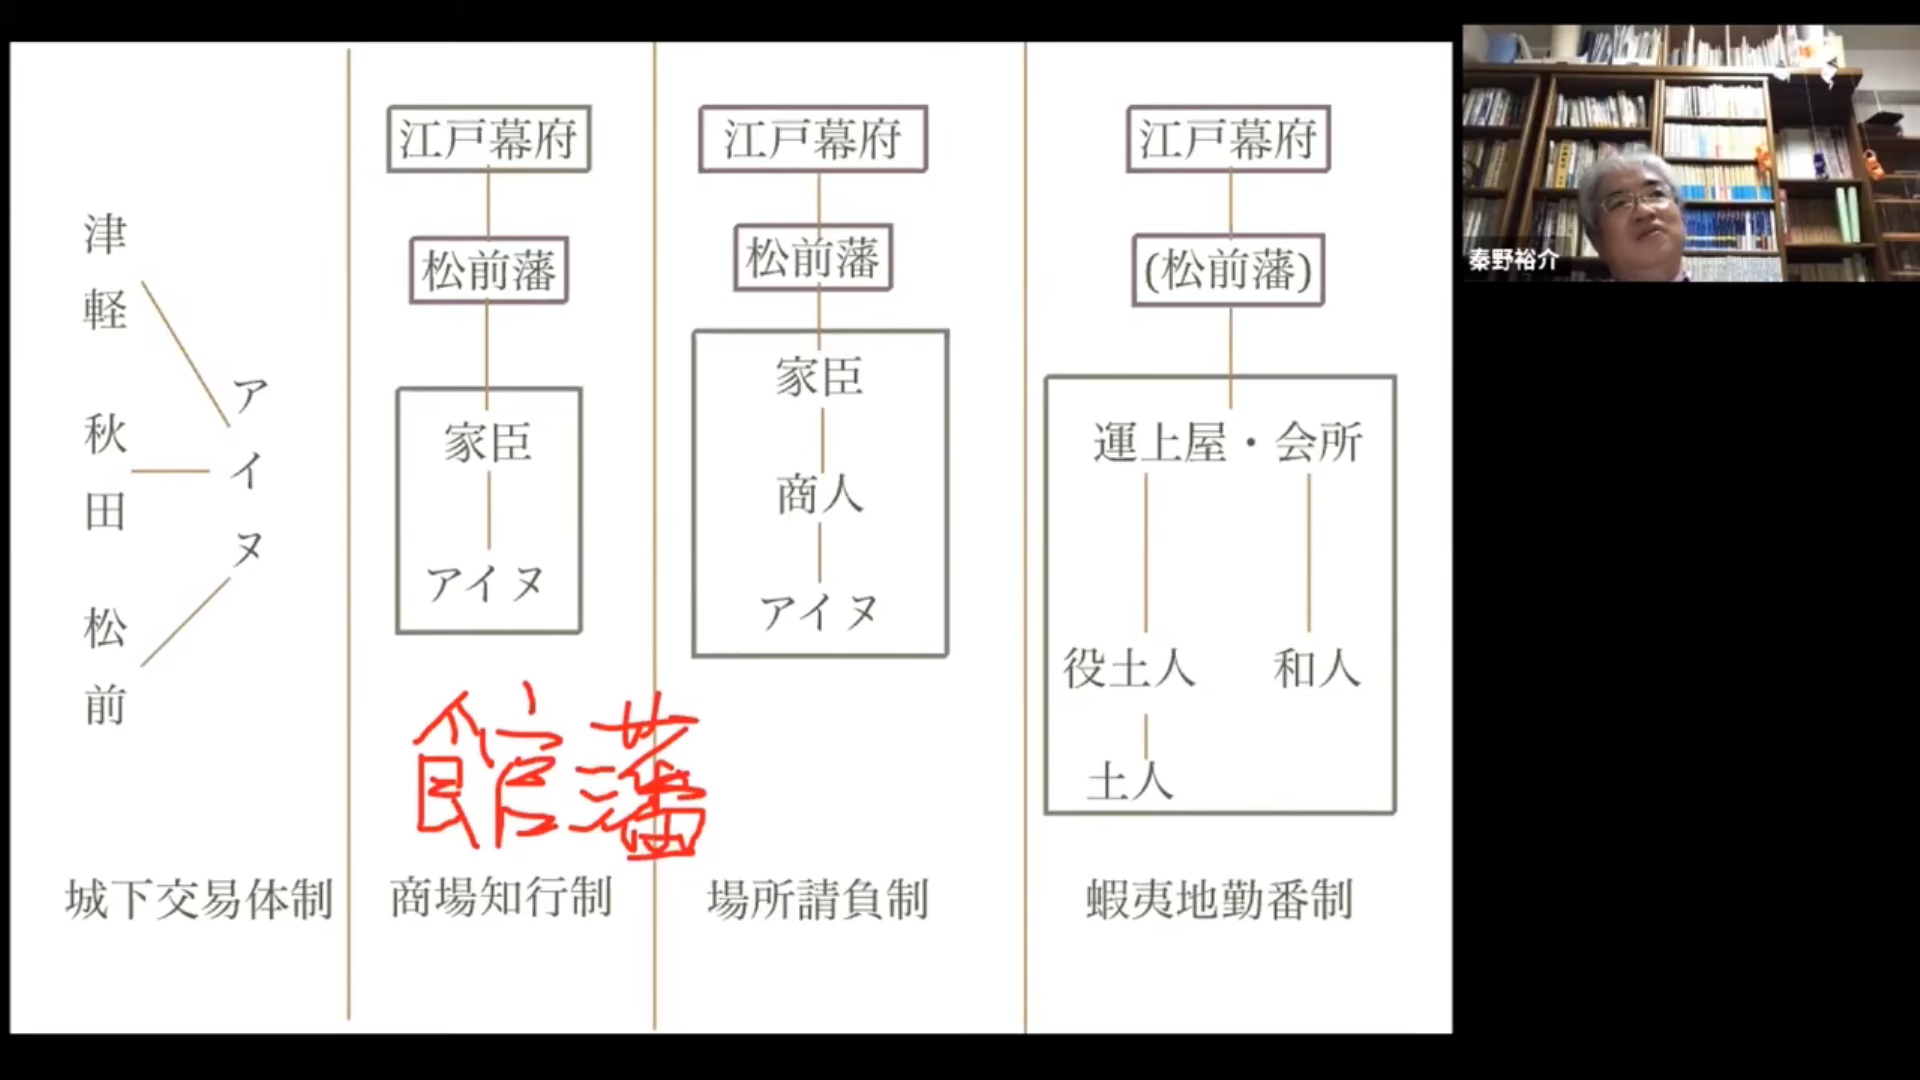 津軽
秋田
松前
アイヌ
城下交易体制
江戸幕府
松前藩
家臣
アイヌ
商場知行制
江戸幕府
松前藩
家臣
商人
アイヌ
場所請負制
館藩
江戸幕府
(松前藩)
運上屋・会所
役土人
和人
土人
蝦夷地勤番制
秦野裕介